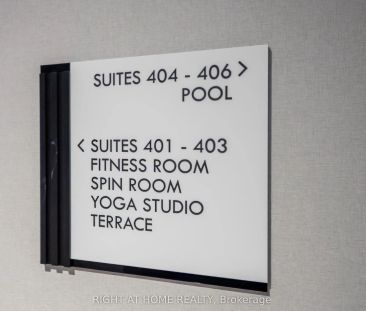 SUITES 404 - 406 >
POOL
< SUITES 401 - 403
FITNESS ROOM
SPIN ROOM
YOGA STUDIO
TERRACE
RIGHT AT HOME REALTY, Brokerage